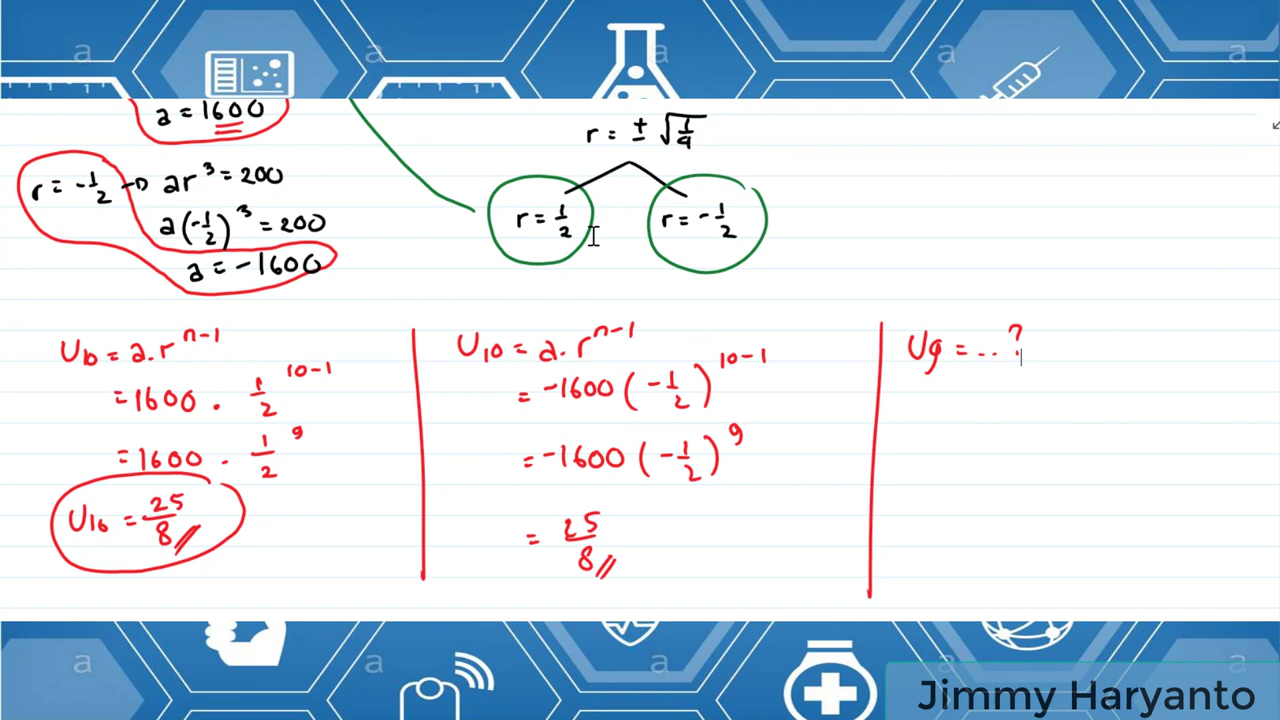 a = 1600
r = -1/2 → ar³ = 200
a(-1/2)³ = 200
a = -1600
r = ± √1/4
r = 1/2
r = -1/2
U10 = a.r^n-1
= 1600 . 1/2^10-1
= 1600 . 1/2^9
U10 = 25/8
U10 = a. r^n-1
= -1600 (-1/2)^10-1
= -1600 (-1/2)^9
= 25/8
U9 = ... ?
a a a a
a a a a
Jimmy Haryanto